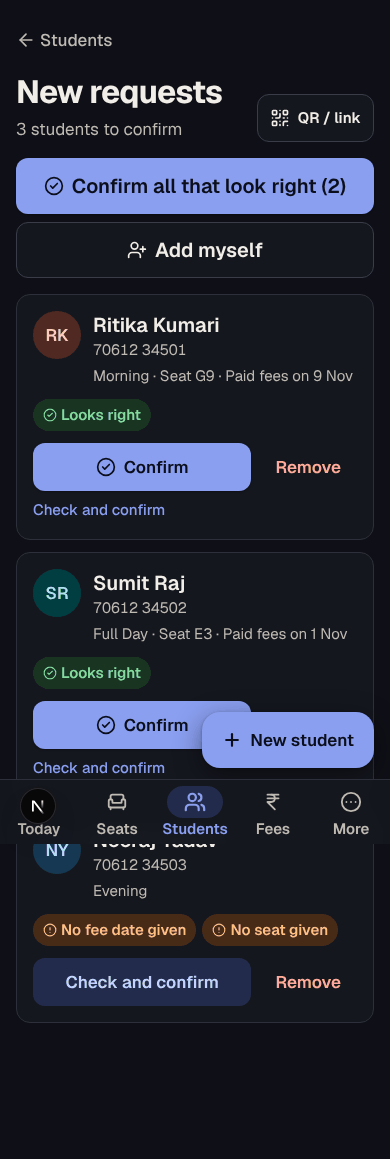 Students
New requests
3 students to confirm
QR / link
Confirm all that look right (2)
Add myself
RK
Ritika Kumari
70612 34501
Morning · Seat G9 · Paid fees on 9 Nov
Looks right
Confirm
Remove
Check and confirm
SR
Sumit Raj
70612 34502
Full Day · Seat E3 · Paid fees on 1 Nov
Looks right
Confirm
New student
Check and confirm
N
Today
Seats
Students
Fees
More
NY
70612 34503
Evening
No fee date given
No seat given
Check and confirm
Remove